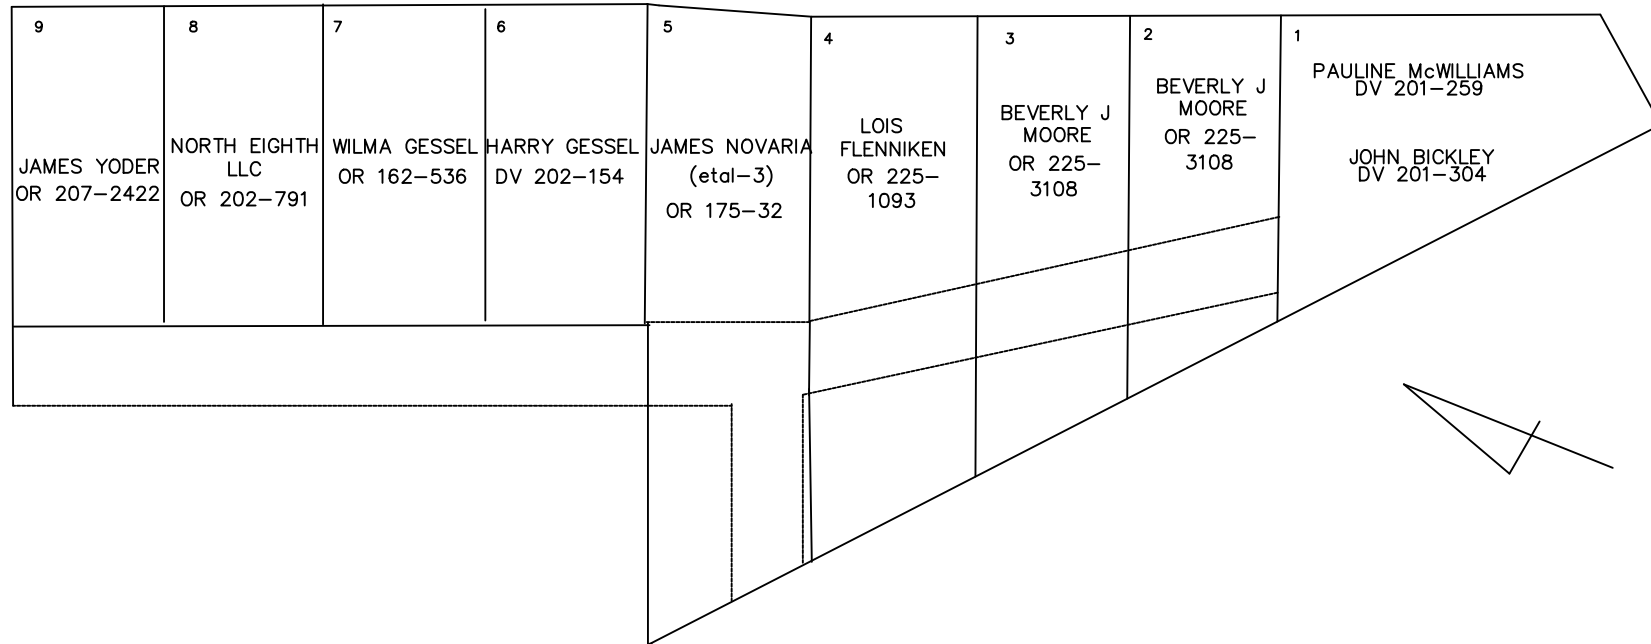 9
JAMES YODER
OR 207-2422
8
NORTH EIGHTH
LLC
OR 202-791
7
WILMA GESSEL
OR 162-536
6
HARRY GESSEL
DV 202-154
5
JAMES NOVARIA
(etal-3)
OR 175-32
4
LOIS
FLENNIKEN
OR 225-
1093
3
BEVERLY J
MOORE
OR 225-
3108
2
BEVERLY J
MOORE
OR 225-
3108
1
PAULINE McWILLIAMS
DV 201-259
JOHN BICKLEY
DV 201-304